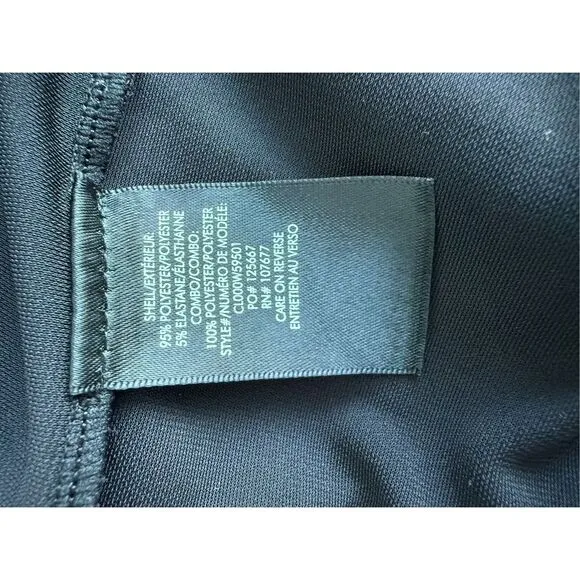 SHELL/EXTÉRIEUR:
95% POLYESTER/POLYESTER
5% ELASTANE/ÉLASTHANNE
COMBO/COMBO:
100% POLYESTER/POLYESTER
STYLE#/NUMÉRO DE MODÈLE:
CL000W59501
PO# 125667
RN# 107677
CARE ON REVERSE
ENTRETIEN AU VERSO